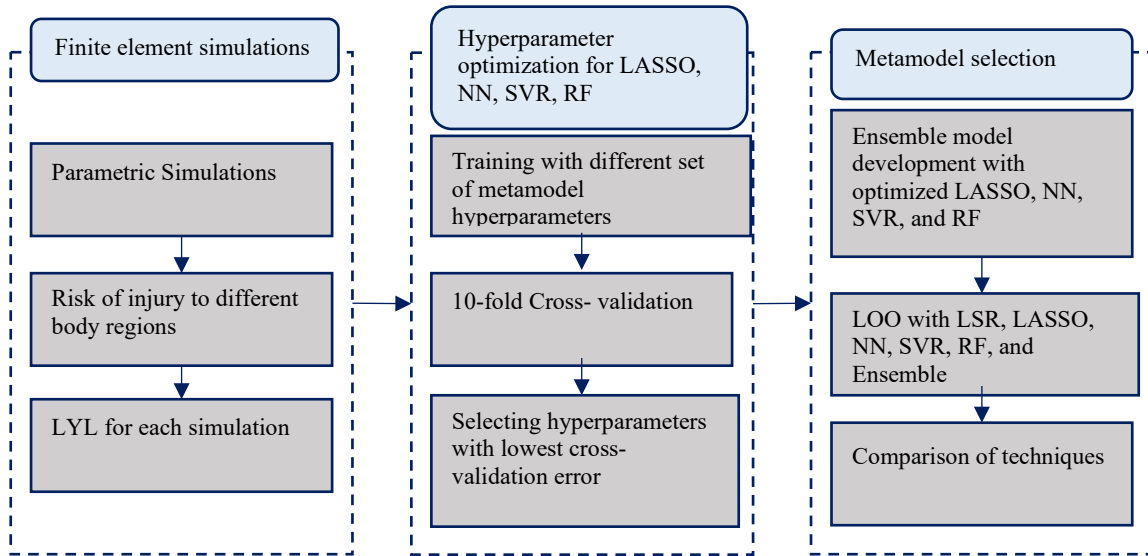 Finite element simulations
Parametric Simulations
Risk of injury to different
body regions
LYL for each simulation
Hyperparameter
optimization for LASSO,
NN, SVR, RF
Training with different set
of metamodel
hyperparameters
10-fold Cross- validation
Selecting hyperparameters
with lowest cross-
validation error
Metamodel selection
Ensemble model
development with
optimized LASSO, NN,
SVR, and RF
LOO with LSR, LASSO,
NN, SVR, RF, and
Ensemble
Comparison of techniques